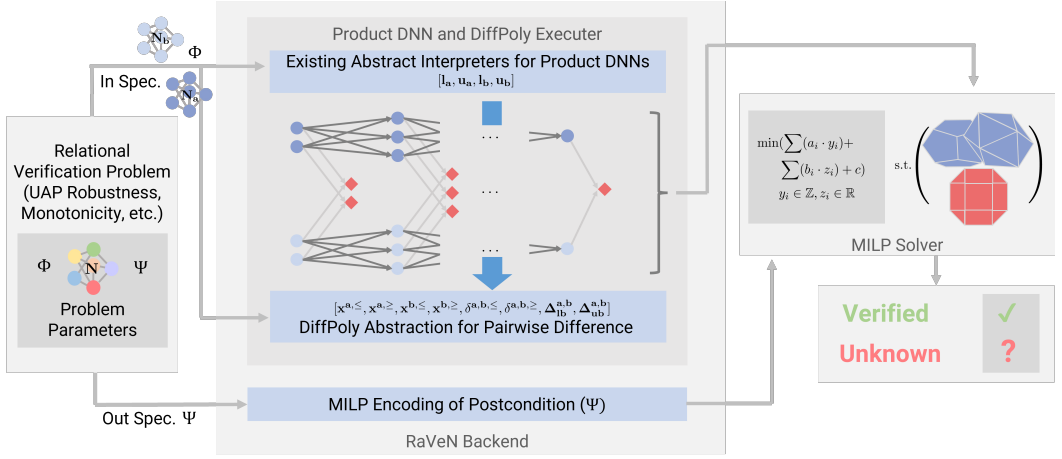 N_b
Φ
In Spec.
N_a
Relational
Verification Problem
(UAP Robustness,
Monotonicity, etc.)
Φ N Ψ
Problem
Parameters
Out Spec. Ψ
Product DNN and DiffPoly Executer
Existing Abstract Interpreters for Product DNNs
[l_a, u_a, l_b, u_b]
...
...
...
[x^{a,≤}, x^{a,≥}, x^{b,≤}, x^{b,≥}, δ^{a,b,≤}, δ^{a,b,≥}, Δ_{lb}^{a,b}, Δ_{ub}^{a,b}]
DiffPoly Abstraction for Pairwise Difference
MILP Encoding of Postcondition (Ψ)
RaVeN Backend
min(∑(a_i · y_i)+
∑(b_i · z_i) + c)
y_i ∈ ℤ, z_i ∈ ℝ
s.t. ( )
MILP Solver
Verified ✓
Unknown ?